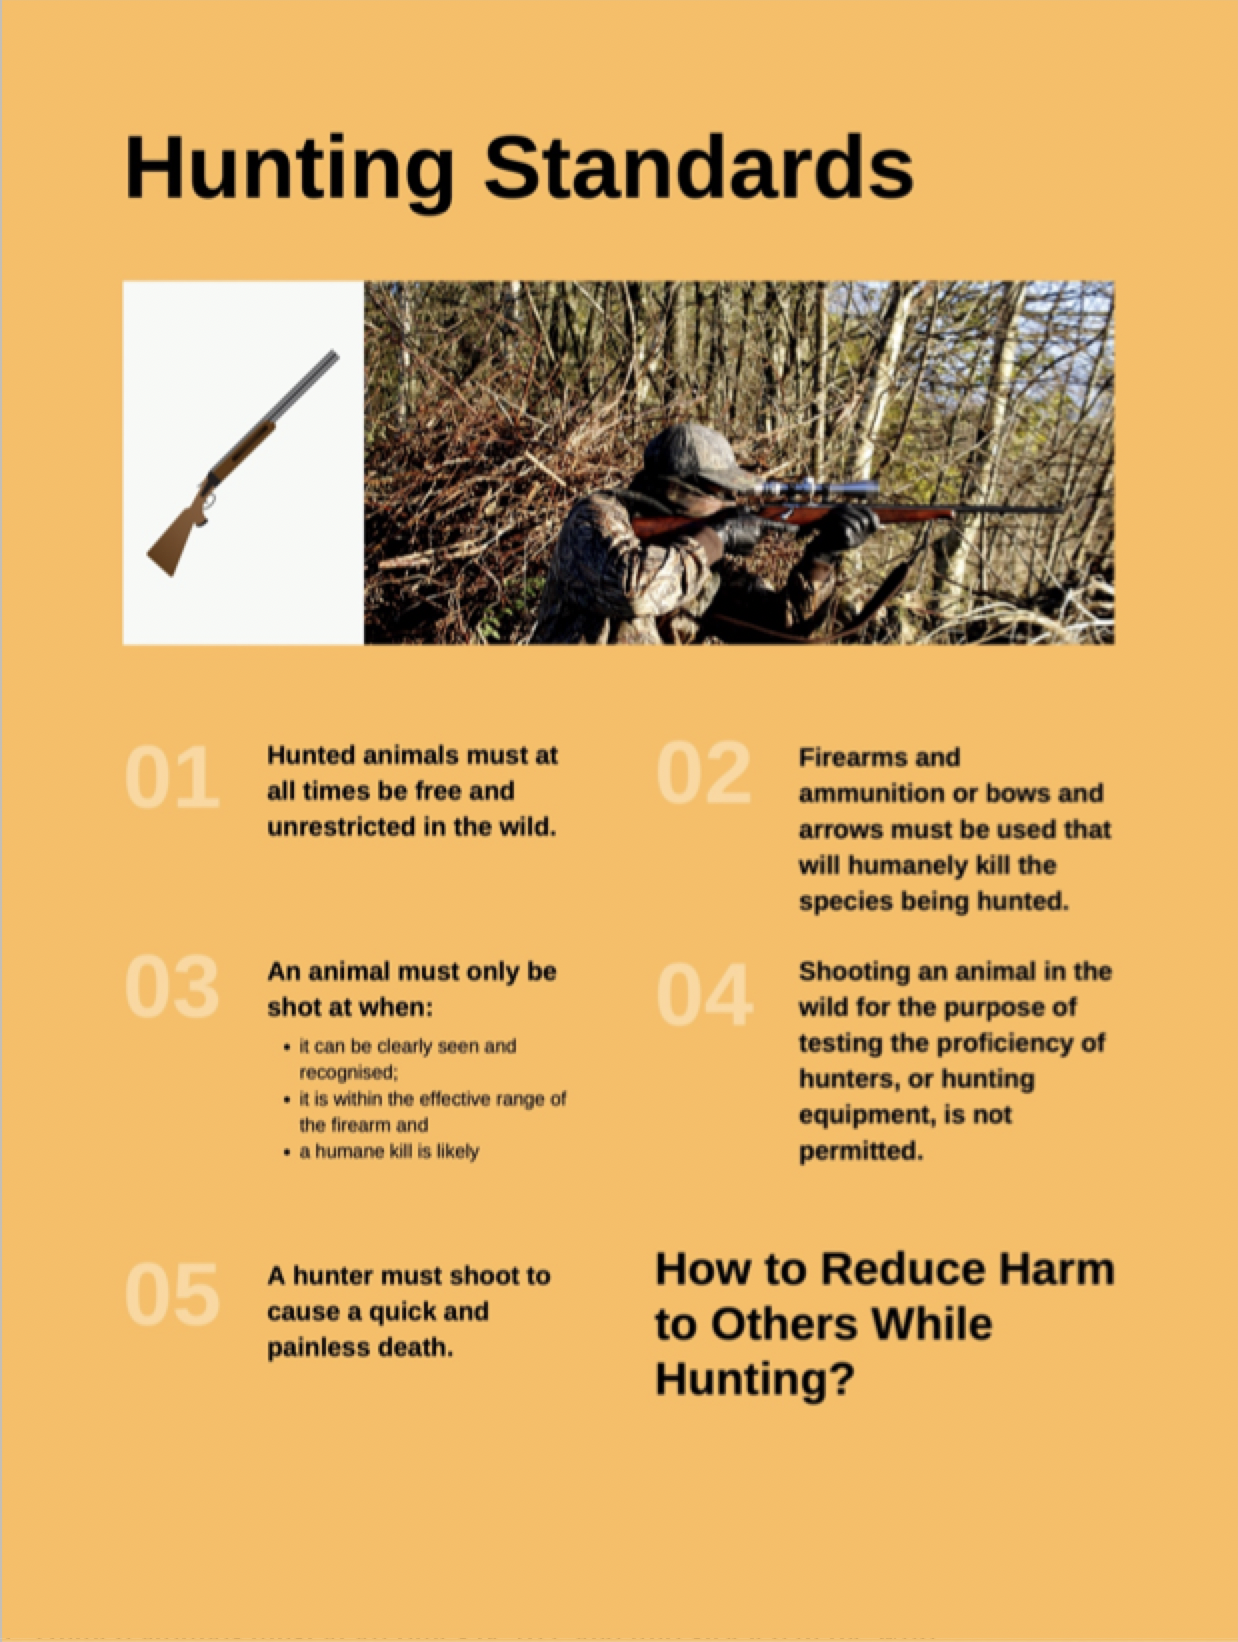 Hunting Standards
01
Hunted animals must at
all times be free and
unrestricted in the wild.
02
Firearms and
ammunition or bows and
arrows must be used that
will humanely kill the
species being hunted.
03
An animal must only be
shot at when:
• it can be clearly seen and
recognised;
• it is within the effective range of
the firearm and
• a humane kill is likely
04
Shooting an animal in the
wild for the purpose of
testing the proficiency of
hunters, or hunting
equipment, is not
permitted.
05
A hunter must shoot to
cause a quick and
painless death.
How to Reduce Harm
to Others While
Hunting?